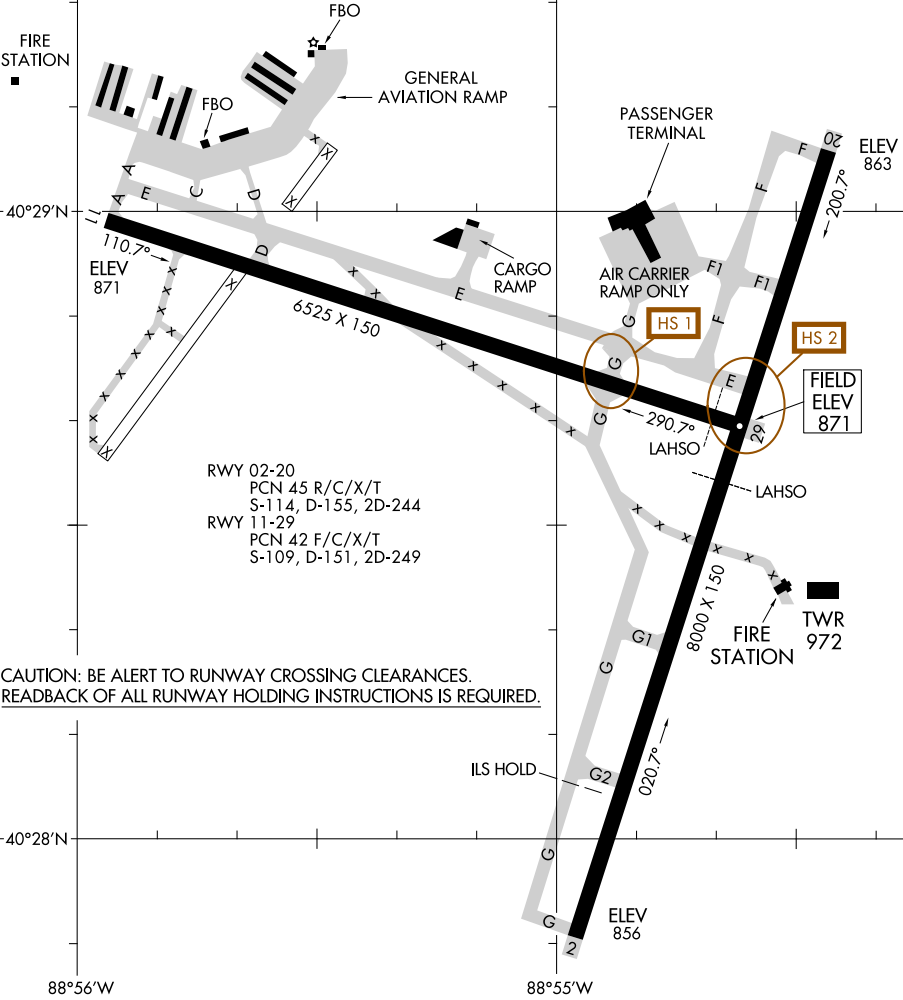 FBO
FIRE
STATION
GENERAL
AVIATION RAMP
FBO
PASSENGER
TERMINAL
F
20
ELEV
863
A
F
A
E
C
D
200.7°
40°29'N
11
110.7°
D
ELEV
871
CARGO
RAMP
AIR CARRIER
RAMP ONLY
F1
F1
E
6525 X 150
G
F
HS 1
HS 2
G
E
FIELD
ELEV
871
290.7°
G
LAHSO
29
LAHSO
RWY 02-20
PCN 45 R/C/X/T
S-114, D-155, 2D-244
RWY 11-29
PCN 42 F/C/X/T
S-109, D-151, 2D-249
8000 X 150
FIRE
STATION
TWR
972
G1
G
CAUTION: BE ALERT TO RUNWAY CROSSING CLEARANCES.
READBACK OF ALL RUNWAY HOLDING INSTRUCTIONS IS REQUIRED.
ILS HOLD
G2
020.7°
40°28'N
G
G
ELEV
856
2
88°56'W
88°55'W
X
X
X
X